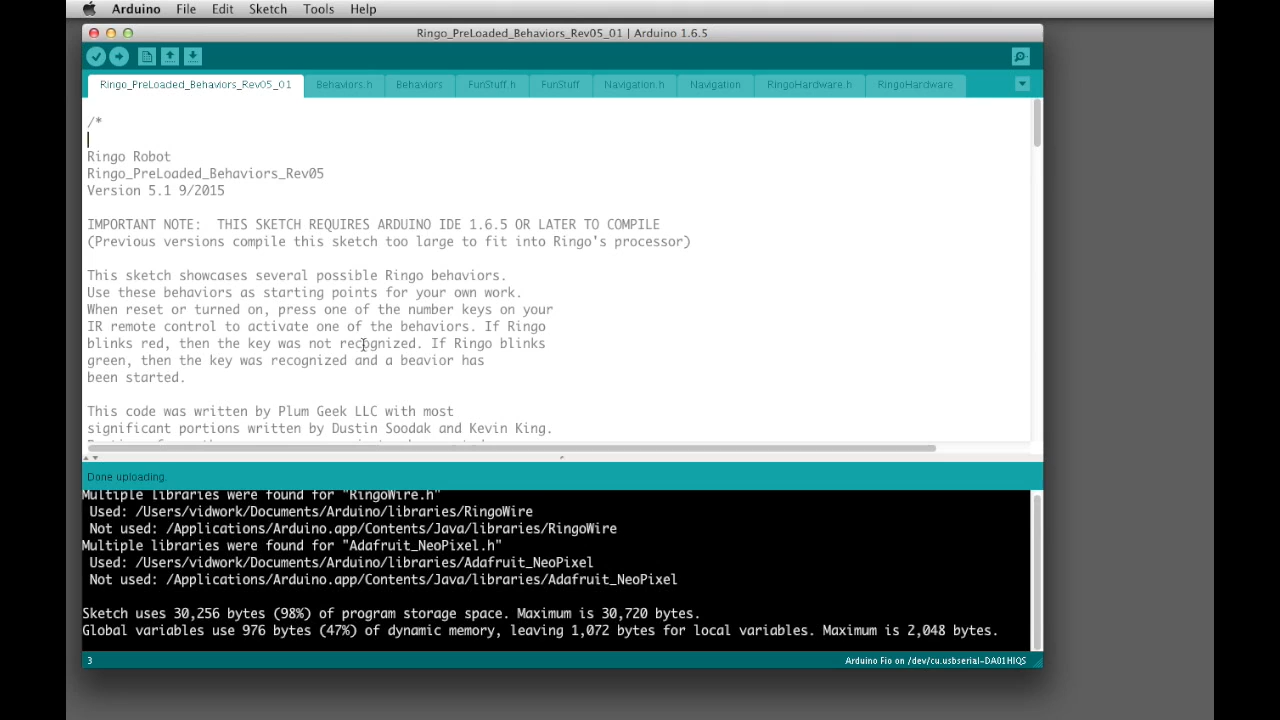 Arduino File Edit Sketch Tools Help
Ringo_PreLoaded_Behaviors_Rev05_01 | Arduino 1.6.5
Ringo_PreLoaded_Behaviors_Rev05_01 Behaviors.h Behaviors FunStuff.h FunStuff Navigation.h Navigation RingoHardware.h RingoHardware
/*
Ringo Robot
Ringo_PreLoaded_Behaviors_Rev05
Version 5.1 9/2015
IMPORTANT NOTE: THIS SKETCH REQUIRES ARDUINO IDE 1.6.5 OR LATER TO COMPILE
(Previous versions compile this sketch too large to fit into Ringo's processor)
This sketch showcases several possible Ringo behaviors.
Use these behaviors as starting points for your own work.
When reset or turned on, press one of the number keys on your
IR remote control to activate one of the behaviors. If Ringo
blinks red, then the key was not recognized. If Ringo blinks
green, then the key was recognized and a beavior has
been started.
This code was written by Plum Geek LLC with most
significant portions written by Dustin Soodak and Kevin King.
Done uploading.
Multiple libraries were found for "RingoWire.h"
Used: /Users/vidwork/Documents/Arduino/libraries/RingoWire
Not used: /Applications/Arduino.app/Contents/Java/libraries/RingoWire
Multiple libraries were found for "Adafruit_NeoPixel.h"
Used: /Users/vidwork/Documents/Arduino/libraries/Adafruit_NeoPixel
Not used: /Applications/Arduino.app/Contents/Java/libraries/Adafruit_NeoPixel
Sketch uses 30,256 bytes (98%) of program storage space. Maximum is 30,720 bytes.
Global variables use 976 bytes (47%) of dynamic memory, leaving 1,072 bytes for local variables. Maximum is 2,048 bytes.
3 Arduino Fio on /dev/cu.usbserial-DA01HIQS